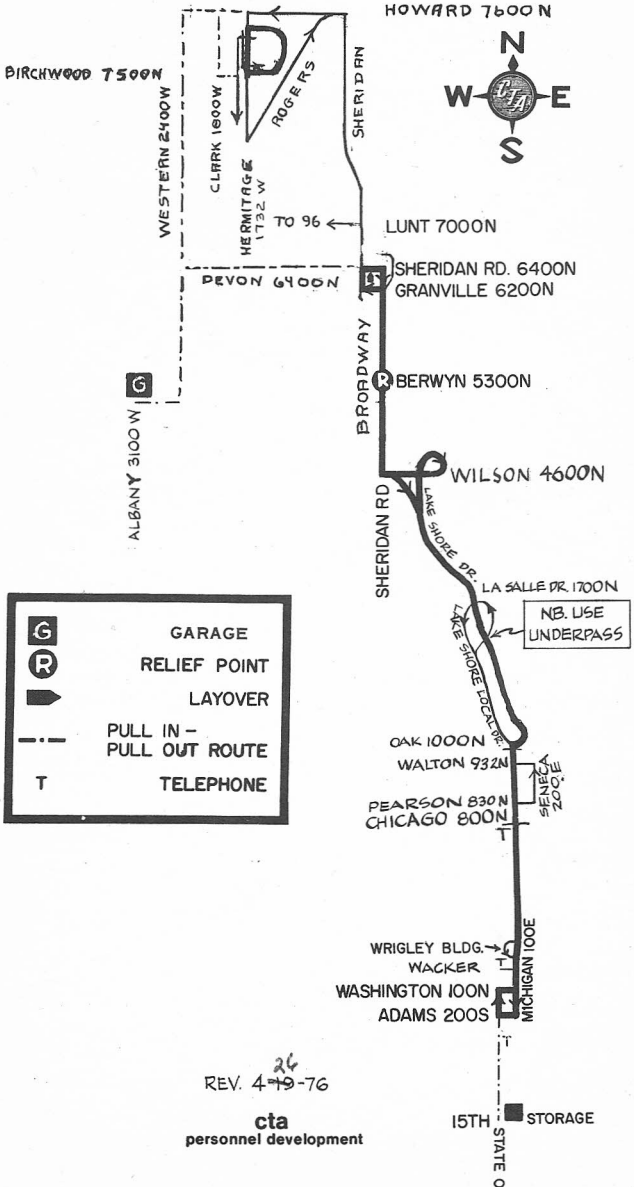 HOWARD 7600N
BIRCHWOOD 7500N
N
W CTA E
S
WESTERN 2400W
CLARK 1800W
ROGERS
SHERIDAN
HERMITAGE
1732 W
TO 96
LUNT 7000N
DEVON 6400N
SHERIDAN RD. 6400N
GRANVILLE 6200N
BROADWAY
G
R BERWYN 5300N
ALBANY 3100W
WILSON 4600N
SHERIDAN RD
LAKE SHORE DR.
LA SALLE DR. 1700N
NB. USE
UNDERPASS
LAKE SHORE LOCAL DR.
G GARAGE
R RELIEF POINT
LAYOVER
PULL IN -
PULL OUT ROUTE
T TELEPHONE
OAK 1000N
WALTON 932N
SENECA
200 E
PEARSON 830N
CHICAGO 800N
T
WRIGLEY BLDG.
T
WACKER
MICHIGAN 100E
WASHINGTON 100N
ADAMS 200S
T
26
REV. 4-19-76
cta
personnel development
15TH
STORAGE
STATE O